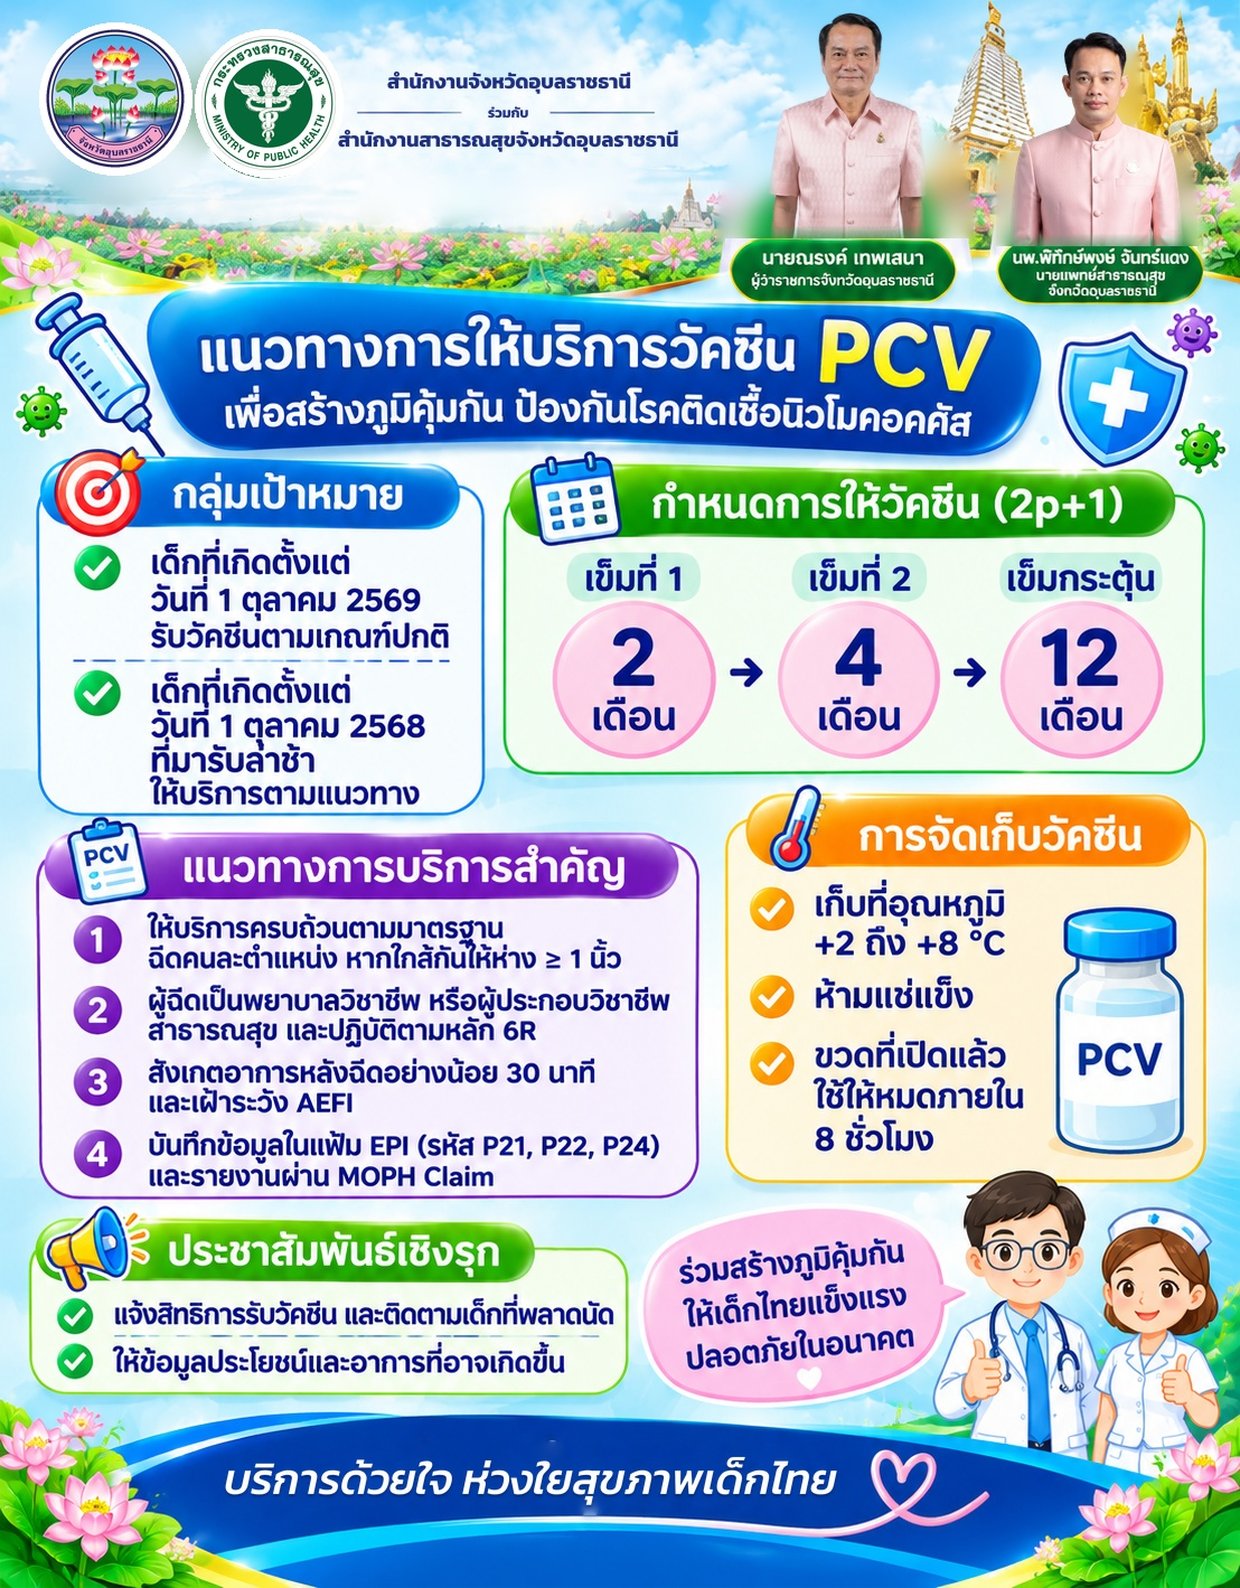 จังหวัดอุบลราชธานี
กระทรวงสาธารณสุข
MINISTRY OF PUBLIC HEALTH
สำนักงานจังหวัดอุบลราชธานี
ร่วมกับ
สำนักงานสาธารณสุขจังหวัดอุบลราชธานี
นายณรงค์ เทพเสนา
ผู้ว่าราชการจังหวัดอุบลราชธานี
นพ.พิทักษ์พงษ์ จันทร์แดง
นายแพทย์สาธารณสุข
จังหวัดอุบลราชธานี
แนวทางการให้บริการวัคซีน PCV
เพื่อสร้างภูมิคุ้มกัน ป้องกันโรคติดเชื้อนิวโมคอคคัส
กลุ่มเป้าหมาย
เด็กที่เกิดตั้งแต่
วันที่ 1 ตุลาคม 2569
รับวัคซีนตามเกณฑ์ปกติ
เด็กที่เกิดตั้งแต่
วันที่ 1 ตุลาคม 2568
ที่มารับล่าช้า
ให้บริการตามแนวทาง
กำหนดการให้วัคซีน (2p+1)
เข็มที่ 1
เข็มที่ 2
เข็มกระตุ้น
2
เดือน
4
เดือน
12
เดือน
PCV
แนวทางการบริการสำคัญ
1
ให้บริการครบถ้วนตามมาตรฐาน
ฉีดคนละตำแหน่ง หากใกล้กันให้ห่าง ≥ 1 นิ้ว
2
ผู้ฉีดเป็นพยาบาลวิชาชีพ หรือผู้ประกอบวิชาชีพ
สาธารณสุข และปฏิบัติตามหลัก 6R
3
สังเกตอาการหลังฉีดอย่างน้อย 30 นาที
และเฝ้าระวัง AEFI
4
บันทึกข้อมูลในแฟ้ม EPI (รหัส P21, P22, P24)
และรายงานผ่าน MOPH Claim
การจัดเก็บวัคซีน
เก็บที่อุณหภูมิ
+2 ถึง +8 °C
ห้ามแช่แข็ง
ขวดที่เปิดแล้ว
ใช้ให้หมดภายใน
8 ชั่วโมง
PCV
ประชาสัมพันธ์เชิงรุก
แจ้งสิทธิการรับวัคซีน และติดตามเด็กที่พลาดนัด
ให้ข้อมูลประโยชน์และอาการที่อาจเกิดขึ้น
ร่วมสร้างภูมิคุ้มกัน
ให้เด็กไทยแข็งแรง
ปลอดภัยในอนาคต
บริการด้วยใจ ห่วงใยสุขภาพเด็กไทย